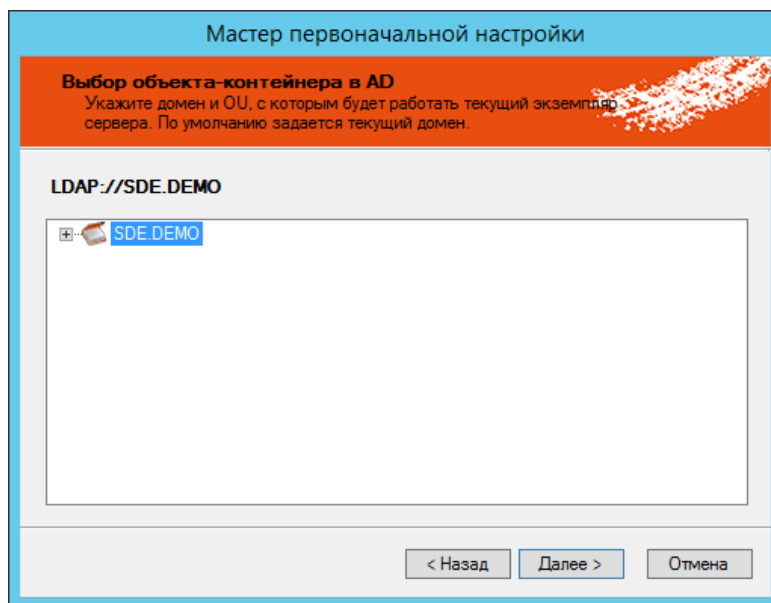 Мастер первоначальной настройки
Выбор объекта-контейнера в AD
Укажите домен и OU, с которым будет работать текущий экземпляр
сервера. По умолчанию задается текущий домен.
LDAP://SDE.DEMO
SDE.DEMO
< Назад
Далее >
Отмена